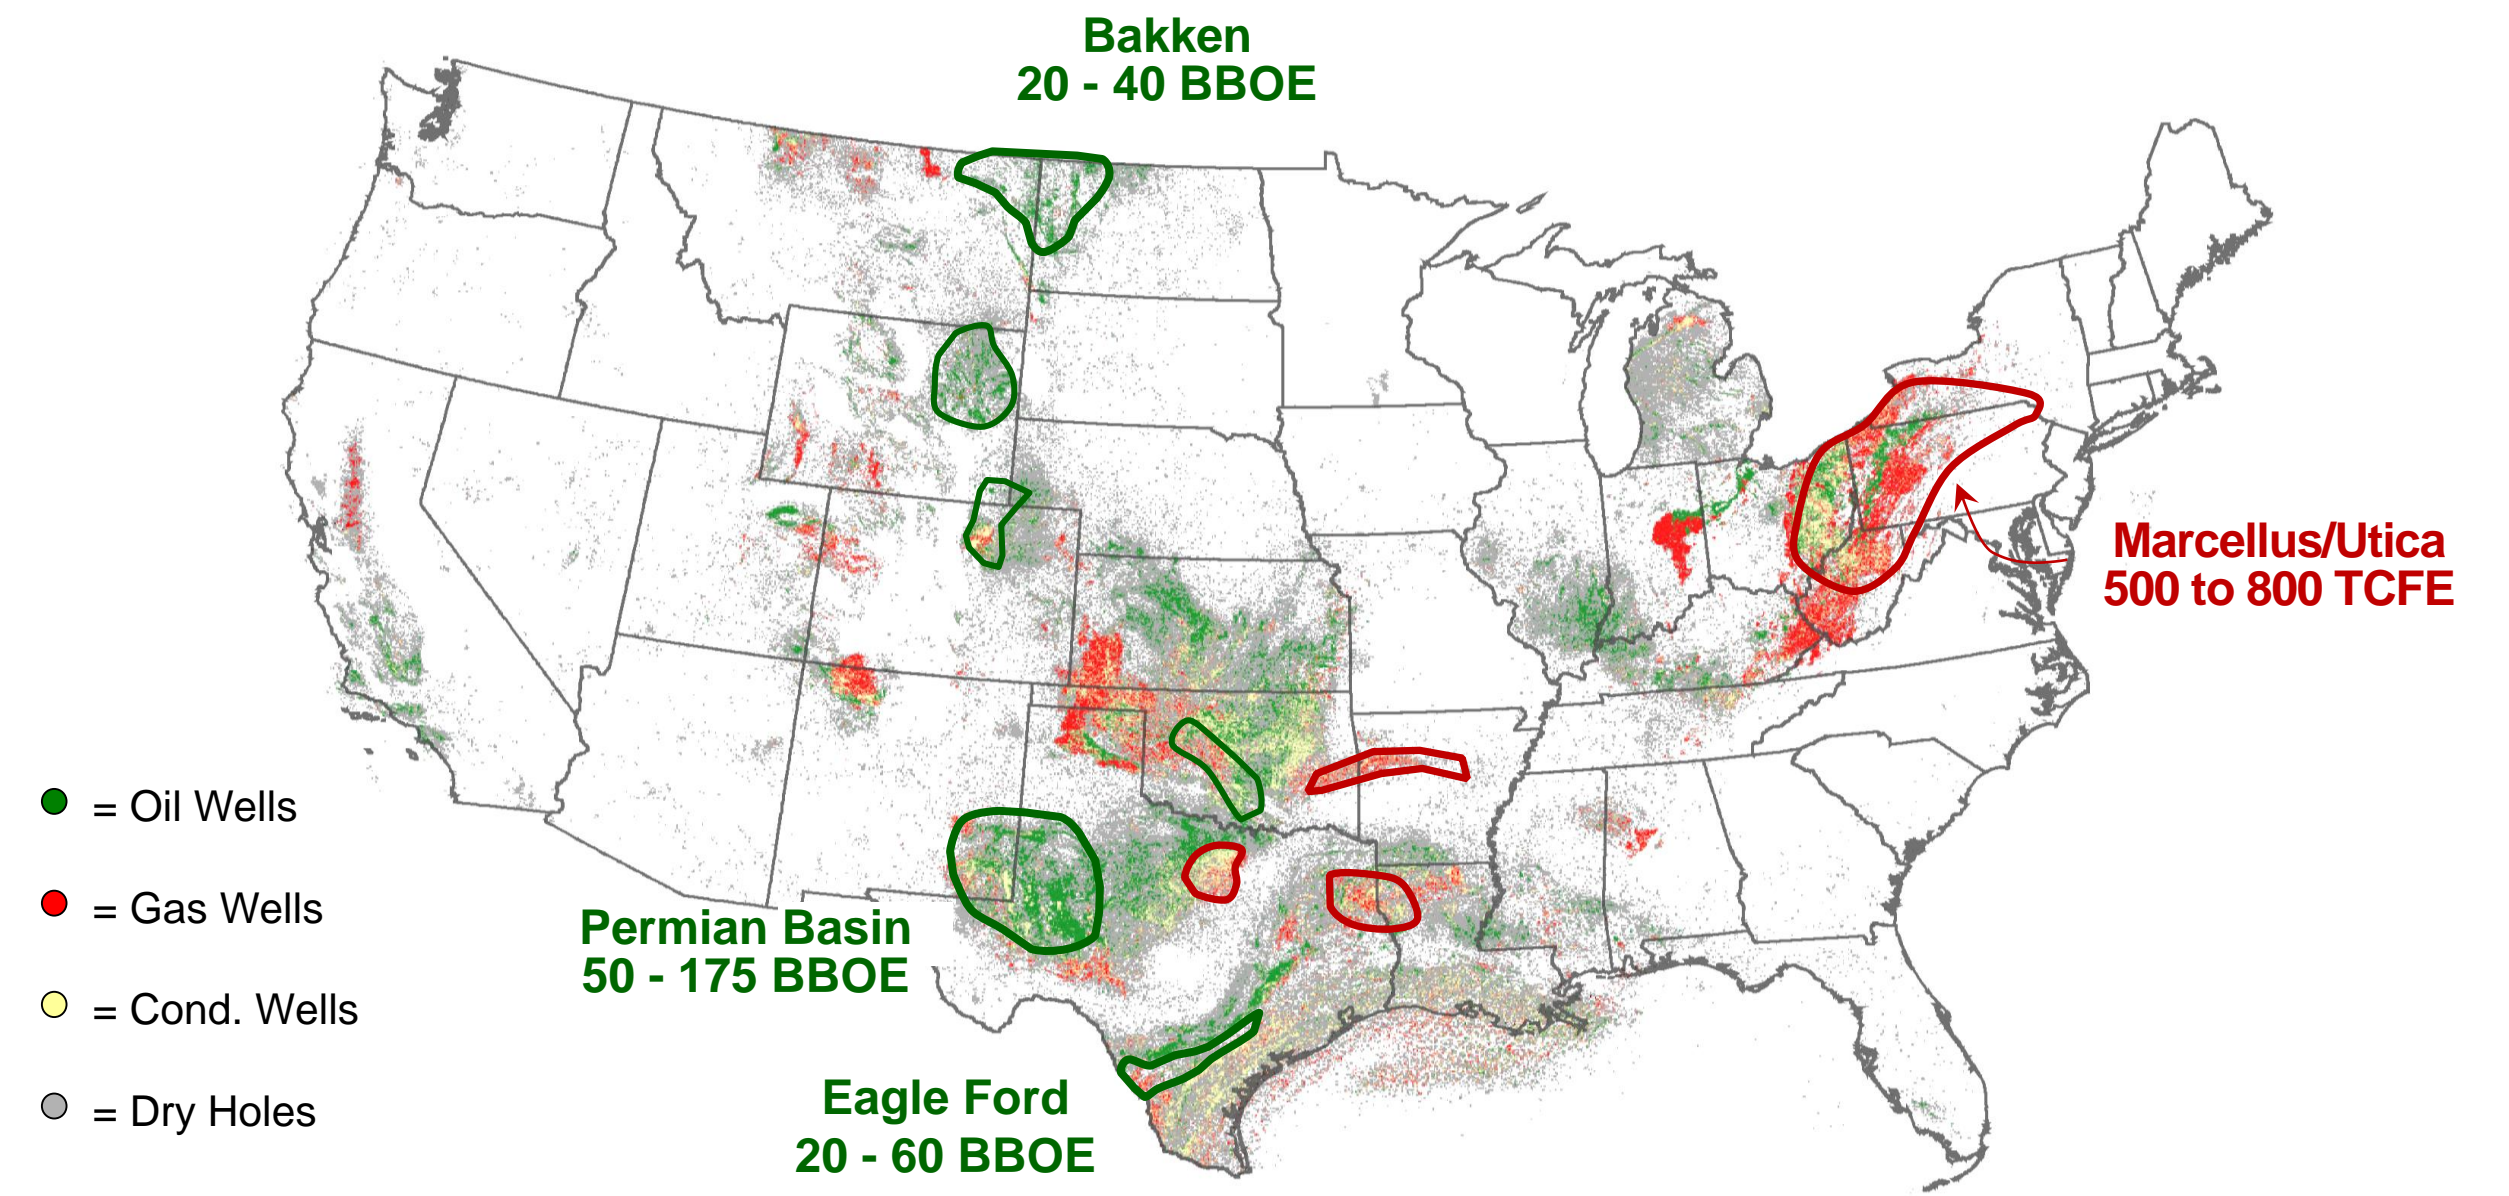 Bakken
20 - 40 BBOE
Marcellus/Utica
500 to 800 TCFE
= Oil Wells
= Gas Wells
= Cond. Wells
= Dry Holes
Permian Basin
50 - 175 BBOE
Eagle Ford
20 - 60 BBOE